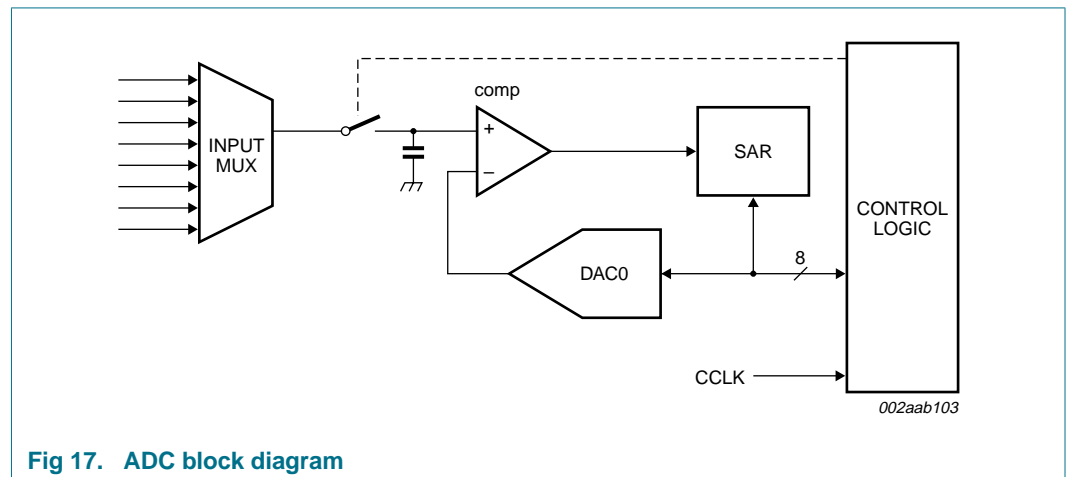 comp
+
INPUT
MUX
SAR
–
CONTROL
LOGIC
8
DAC0
CCLK
002aab103
Fig 17. ADC block diagram